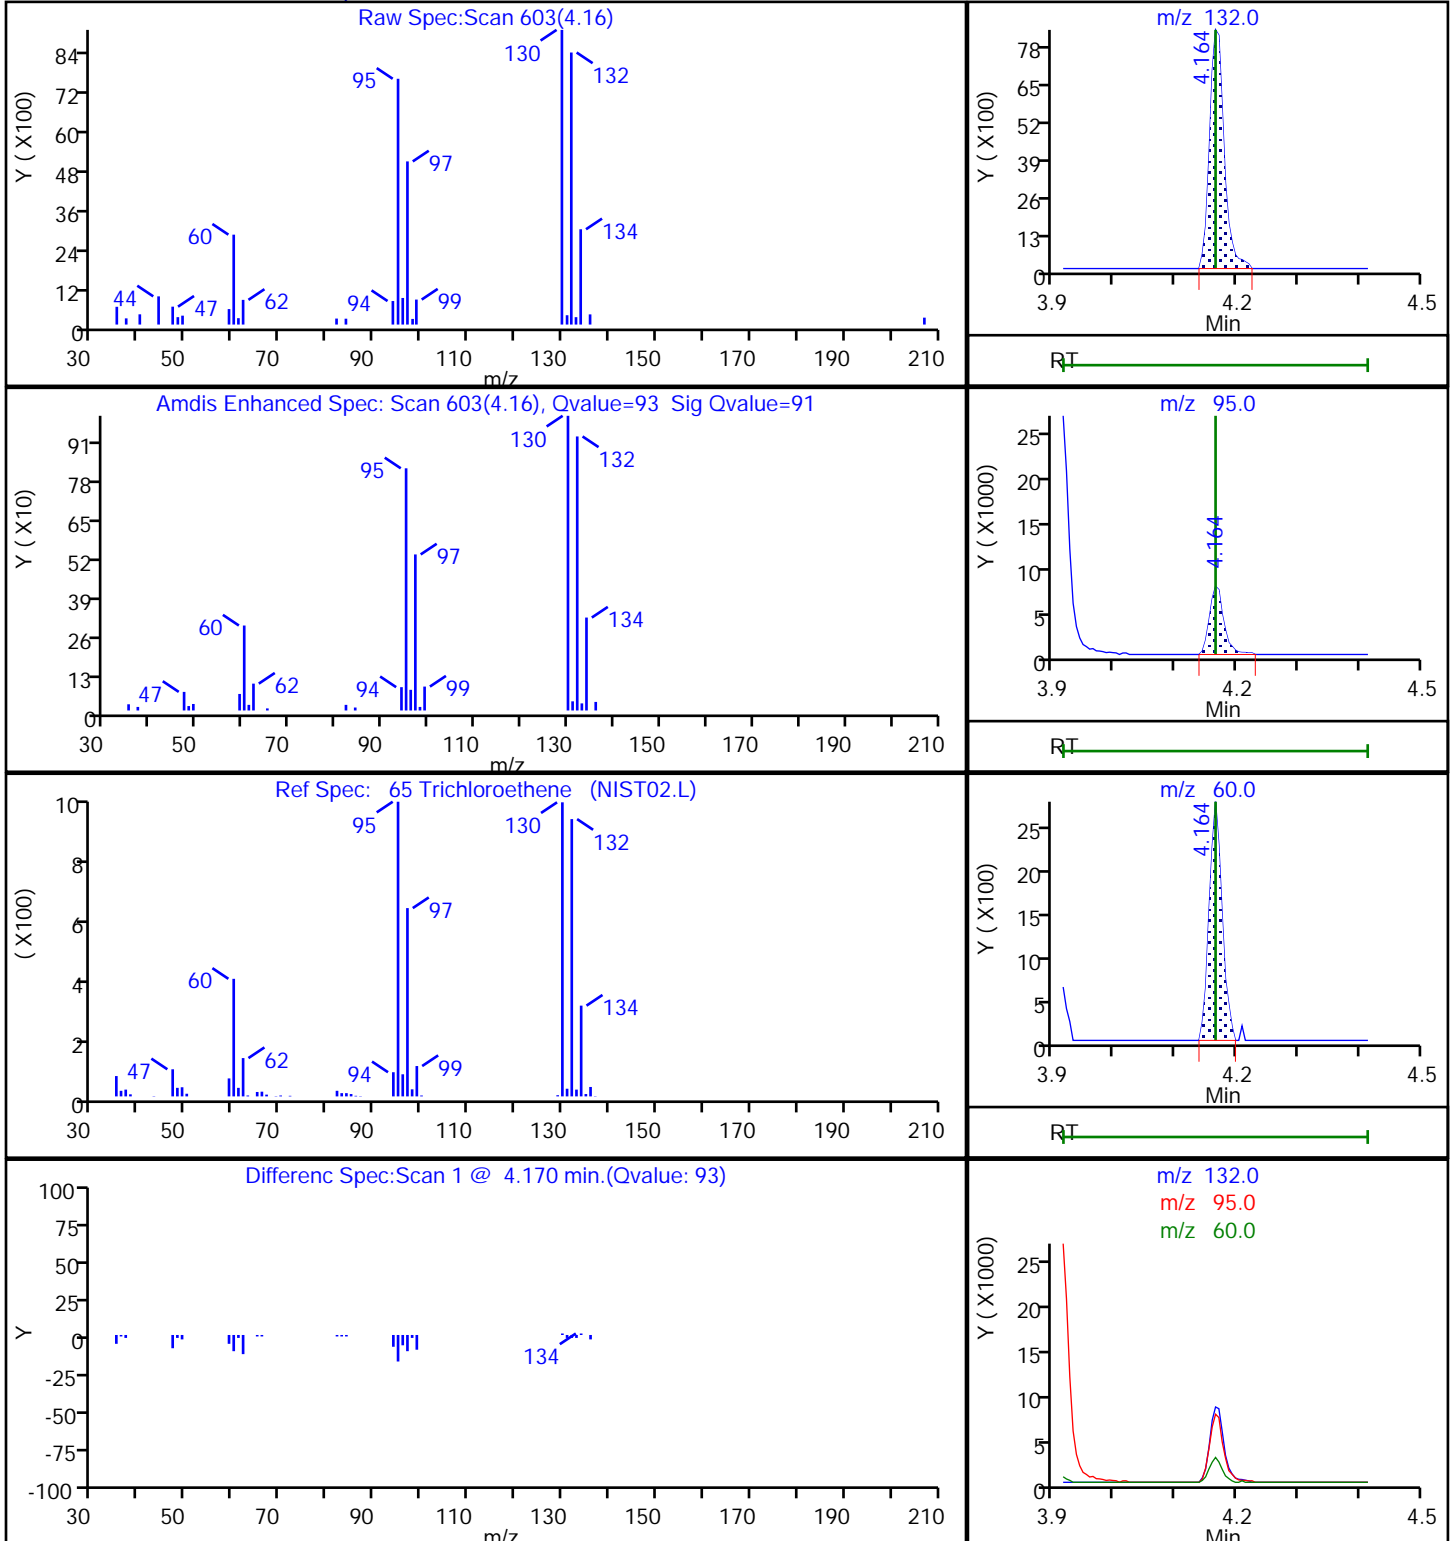 Raw Spec:Scan 603(4.16)
Y ( X100)
84
72
60
48
36
24
12
0
130
132
95
97
60
134
44
47
62
94
99
30 50 70 90 110 130 150 170 190 210
m/z
m/z 132.0
Y ( X100)
78
65
52
39
26
13
0
4.164
3.9 4.2 4.5
Min
RT
Amdis Enhanced Spec: Scan 603(4.16), Qvalue=93 Sig Qvalue=91
Y ( X10)
91
78
65
52
39
26
13
0
130
132
95
97
60
134
47
62
94
99
30 50 70 90 110 130 150 170 190 210
m/z
m/z 95.0
Y ( X1000)
25
20
15
10
5
0
4.164
3.9 4.2 4.5
Min
RT
Ref Spec: 65 Trichloroethene (NIST02.L)
( X100)
10
8
6
4
2
0
95
130
132
97
60
134
47
62
94
99
30 50 70 90 110 130 150 170 190 210
m/z 60.0
Y ( X100)
25
20
15
10
5
0
4.164
3.9 4.2 4.5
Min
RT
Differenc Spec:Scan 1 @ 4.170 min.(Qvalue: 93)
Y
100
75
50
25
0
-25
-50
-75
-100
134
30 50 70 90 110 130 150 170 190 210
m/z
m/z 132.0
m/z 95.0
m/z 60.0
Y ( X1000)
25
20
15
10
5
0
3.9 4.2 4.5
Min